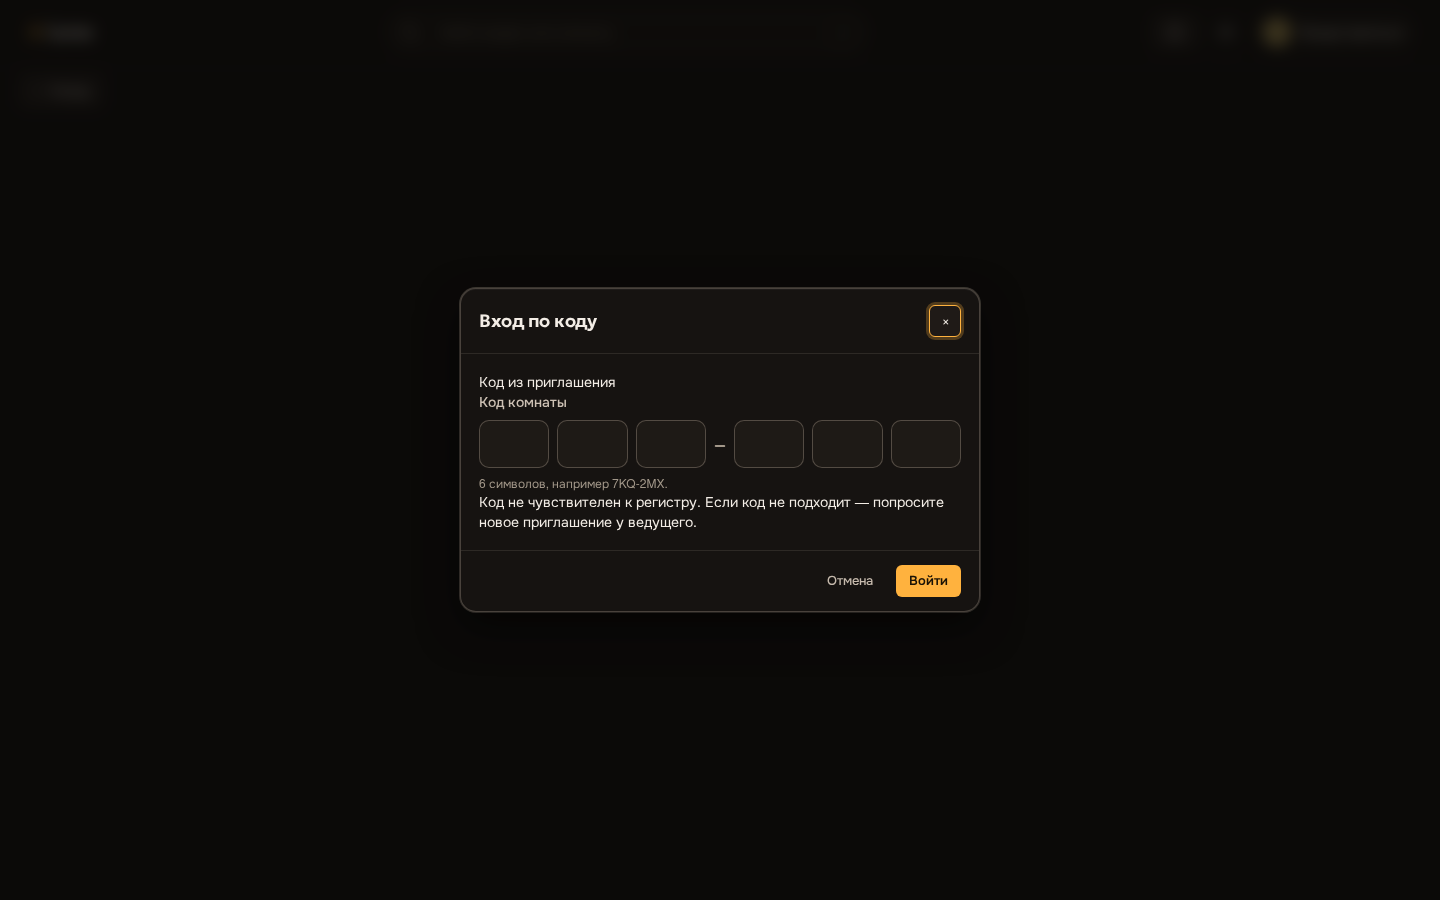 Вход по коду
×
Код из приглашения
Код комнаты
—
6 символов, например 7KQ-2MX.
Код не чувствителен к регистру. Если код не подходит — попросите
новое приглашение у ведущего.
Отмена
Войти